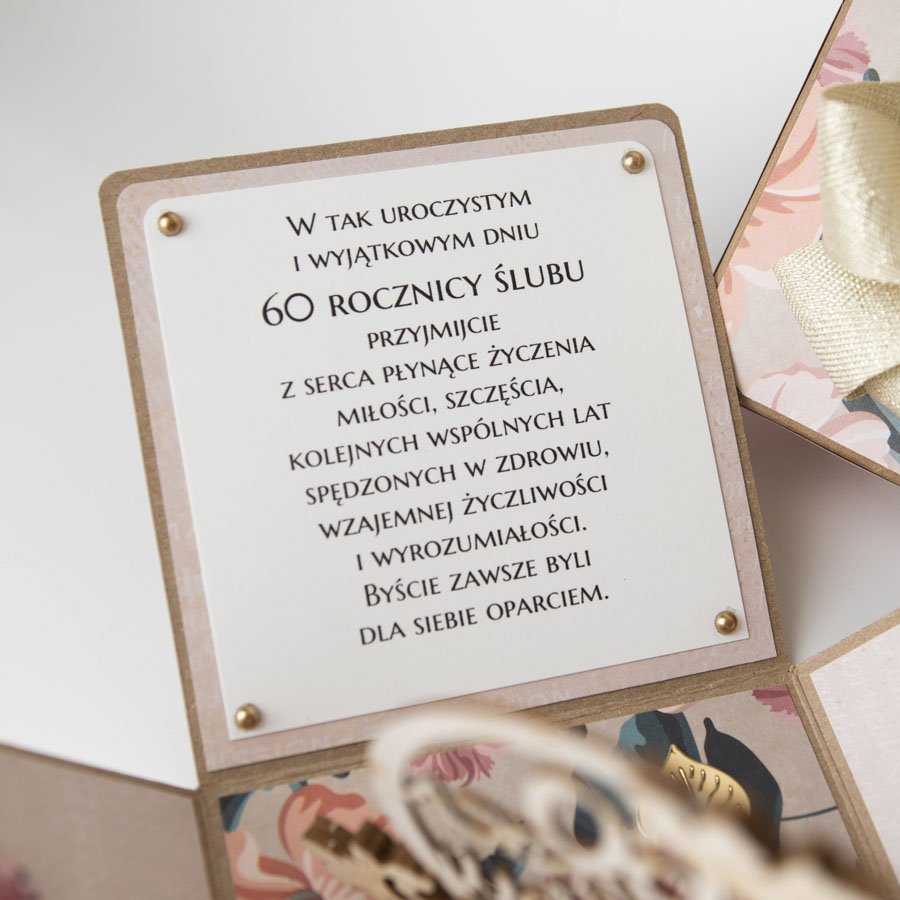 W TAK UROCZYSTYM
I WYJĄTKOWYM DNIU
60 ROCZNICY ŚLUBU
PRZYJMIJCIE
Z SERCA PŁYNĄCE ŻYCZENIA
MIŁOŚCI, SZCZĘŚCIA,
KOLEJNYCH WSPÓLNYCH LAT
SPĘDZONYCH W ZDROWIU,
WZAJEMNEJ ŻYCZLIWOŚCI
I WYROZUMIAŁOŚCI.
BYŚCIE ZAWSZE BYLI
DLA SIEBIE OPARCIEM.